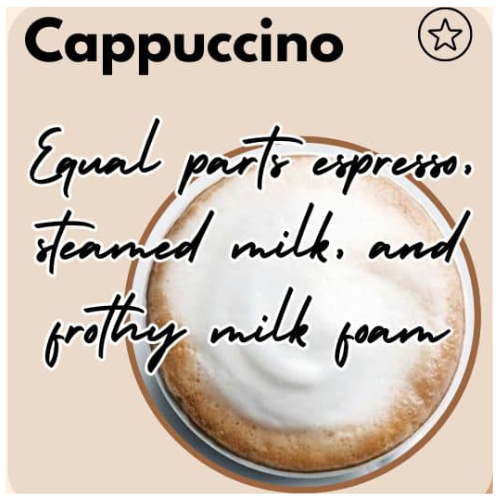 Cappuccino
Equal parts espresso,
steamed milk, and
frothy milk foam